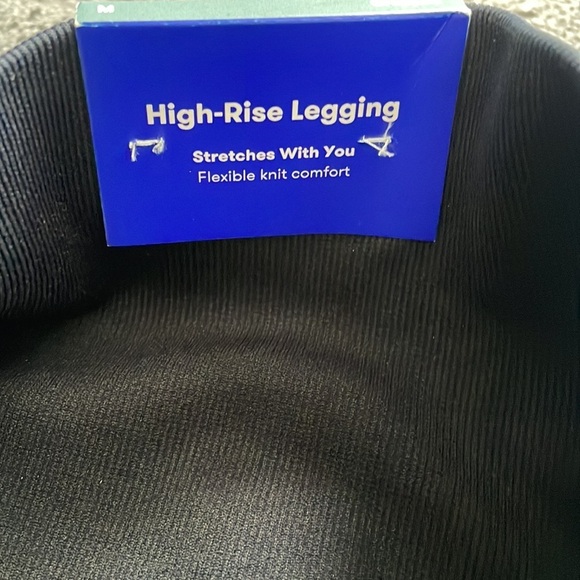 M
High-Rise Legging
Stretches With You
Flexible knit comfort